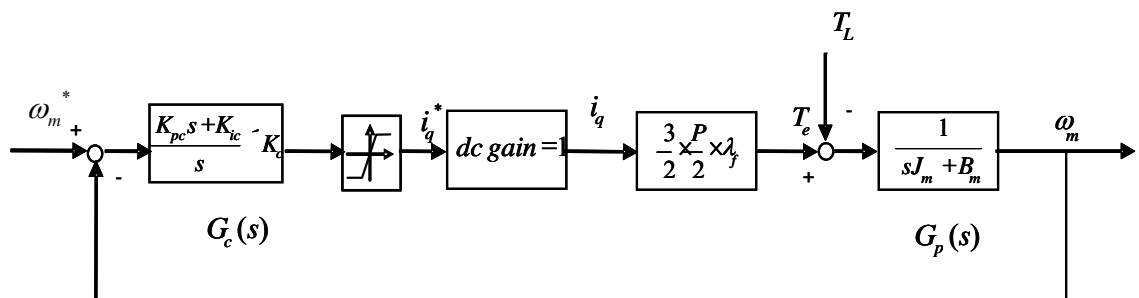 T_L
ω_m^*
+
-
K_pc s + K_ic
s
- K_c
i_q^*
dc gain = 1
i_q
3/2 × P/2 × λ_f
T_e
-
+
1
sJ_m + B_m
ω_m
G_c(s)
G_p(s)